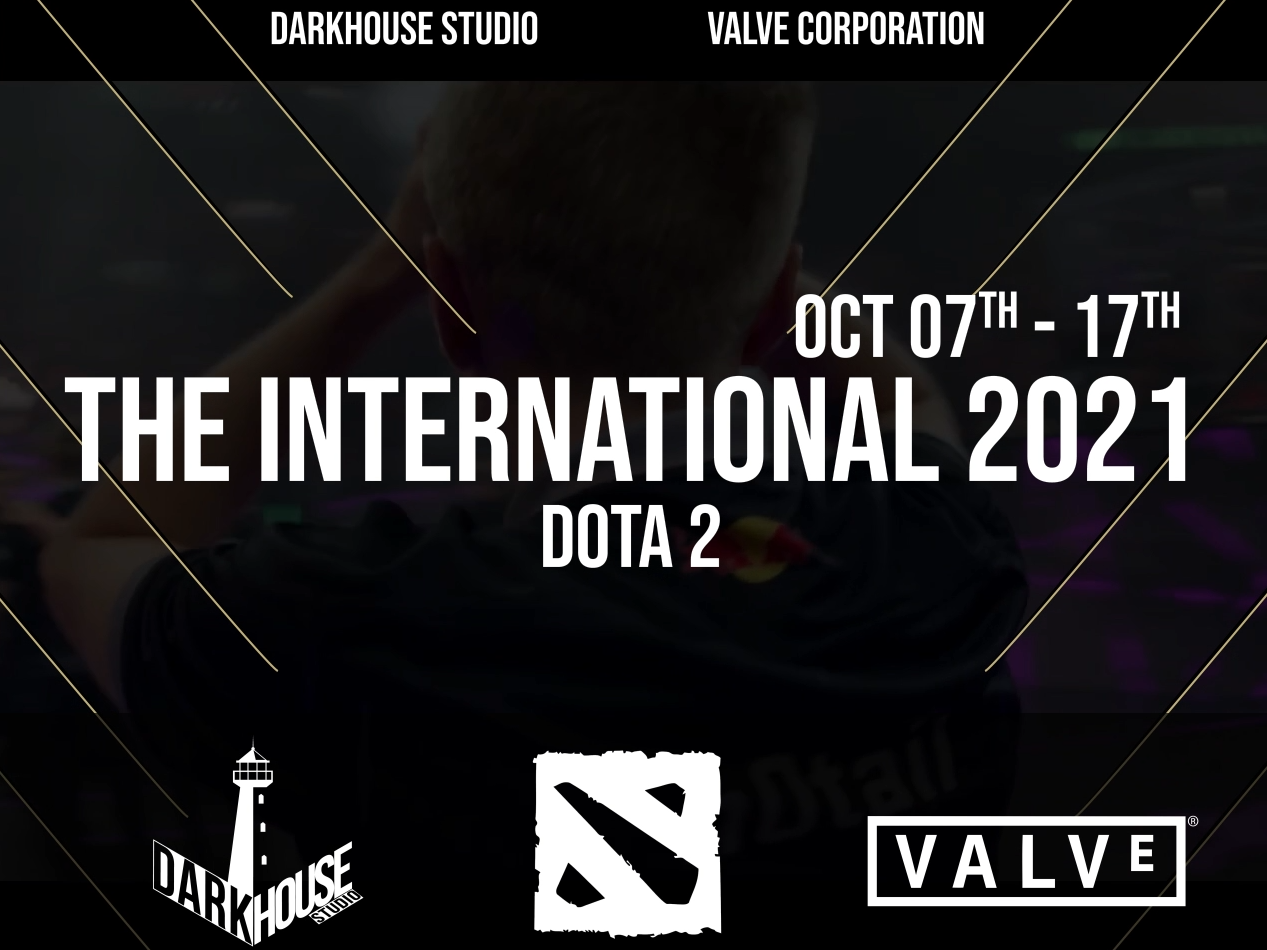 DARKHOUSE STUDIO
VALVE CORPORATION
OCT 07TH - 17TH
THE INTERNATIONAL 2021
DOTA 2
DARKHOUSE
STUDIO
VALVE®